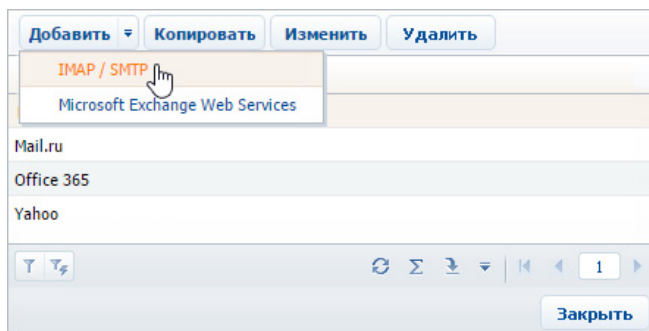 Добавить Копировать Изменить Удалить
IMAP / SMTP
Microsoft Exchange Web Services
Mail.ru
Office 365
Yahoo
Σ 1
Закрыть